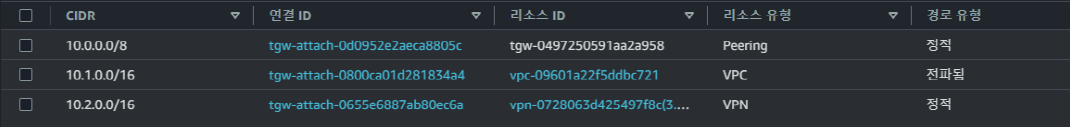 CIDR 연결 ID 리소스 ID 리소스 유형 경로 유형
10.0.0.0/8 tgw-attach-0d0952e2aeca8805c tgw-0497250591aa2a958 Peering 정적
10.1.0.0/16 tgw-attach-0800ca01d281834a4 vpc-09601a22f5ddbc721 VPC 전파됨
10.2.0.0/16 tgw-attach-0655e6887ab80ec6a vpn-0728063d425497f8c(3.... VPN 정적